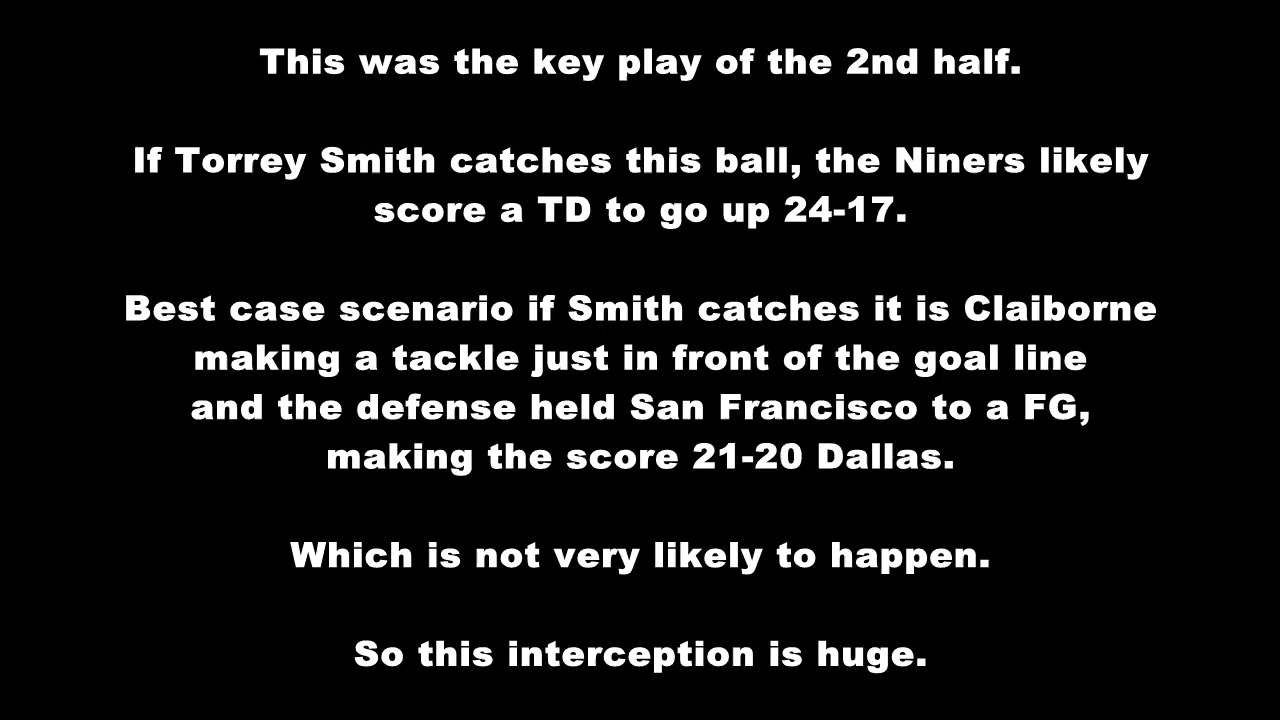 This was the key play of the 2nd half.
If Torrey Smith catches this ball, the Niners likely
score a TD to go up 24-17.
Best case scenario if Smith catches it is Claiborne
making a tackle just in front of the goal line
and the defense held San Francisco to a FG,
making the score 21-20 Dallas.
Which is not very likely to happen.
So this interception is huge.